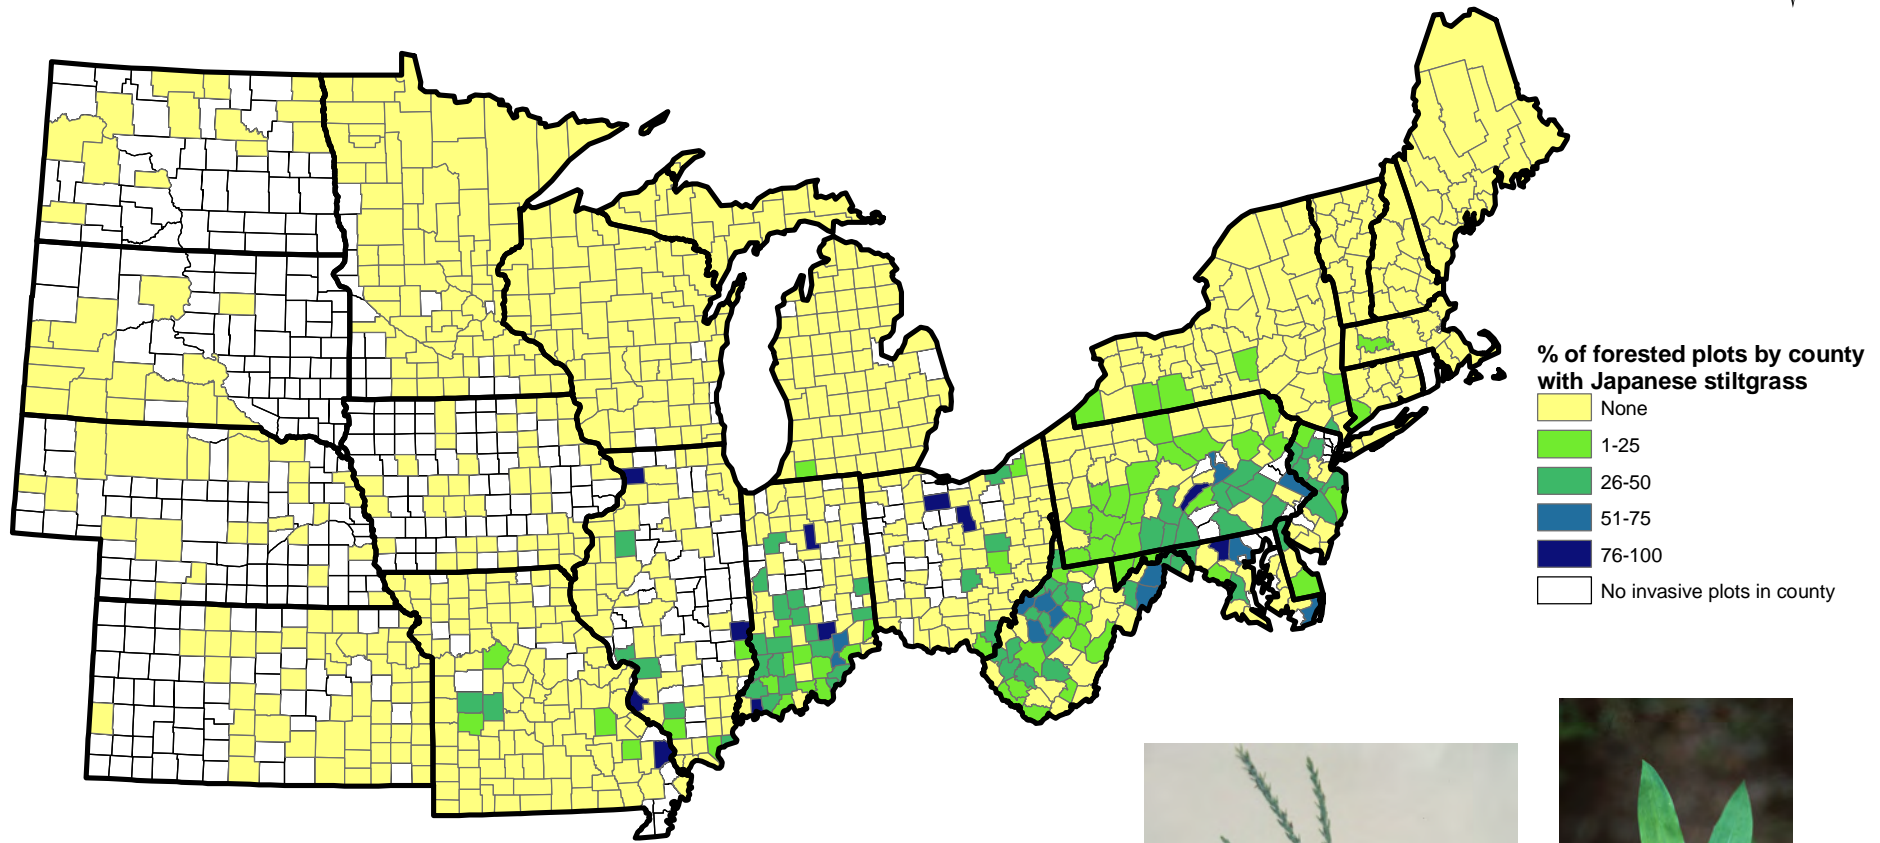 % of forested plots by county
with Japanese stiltgrass
None
1-25
26-50
51-75
76-100
No invasive plots in county